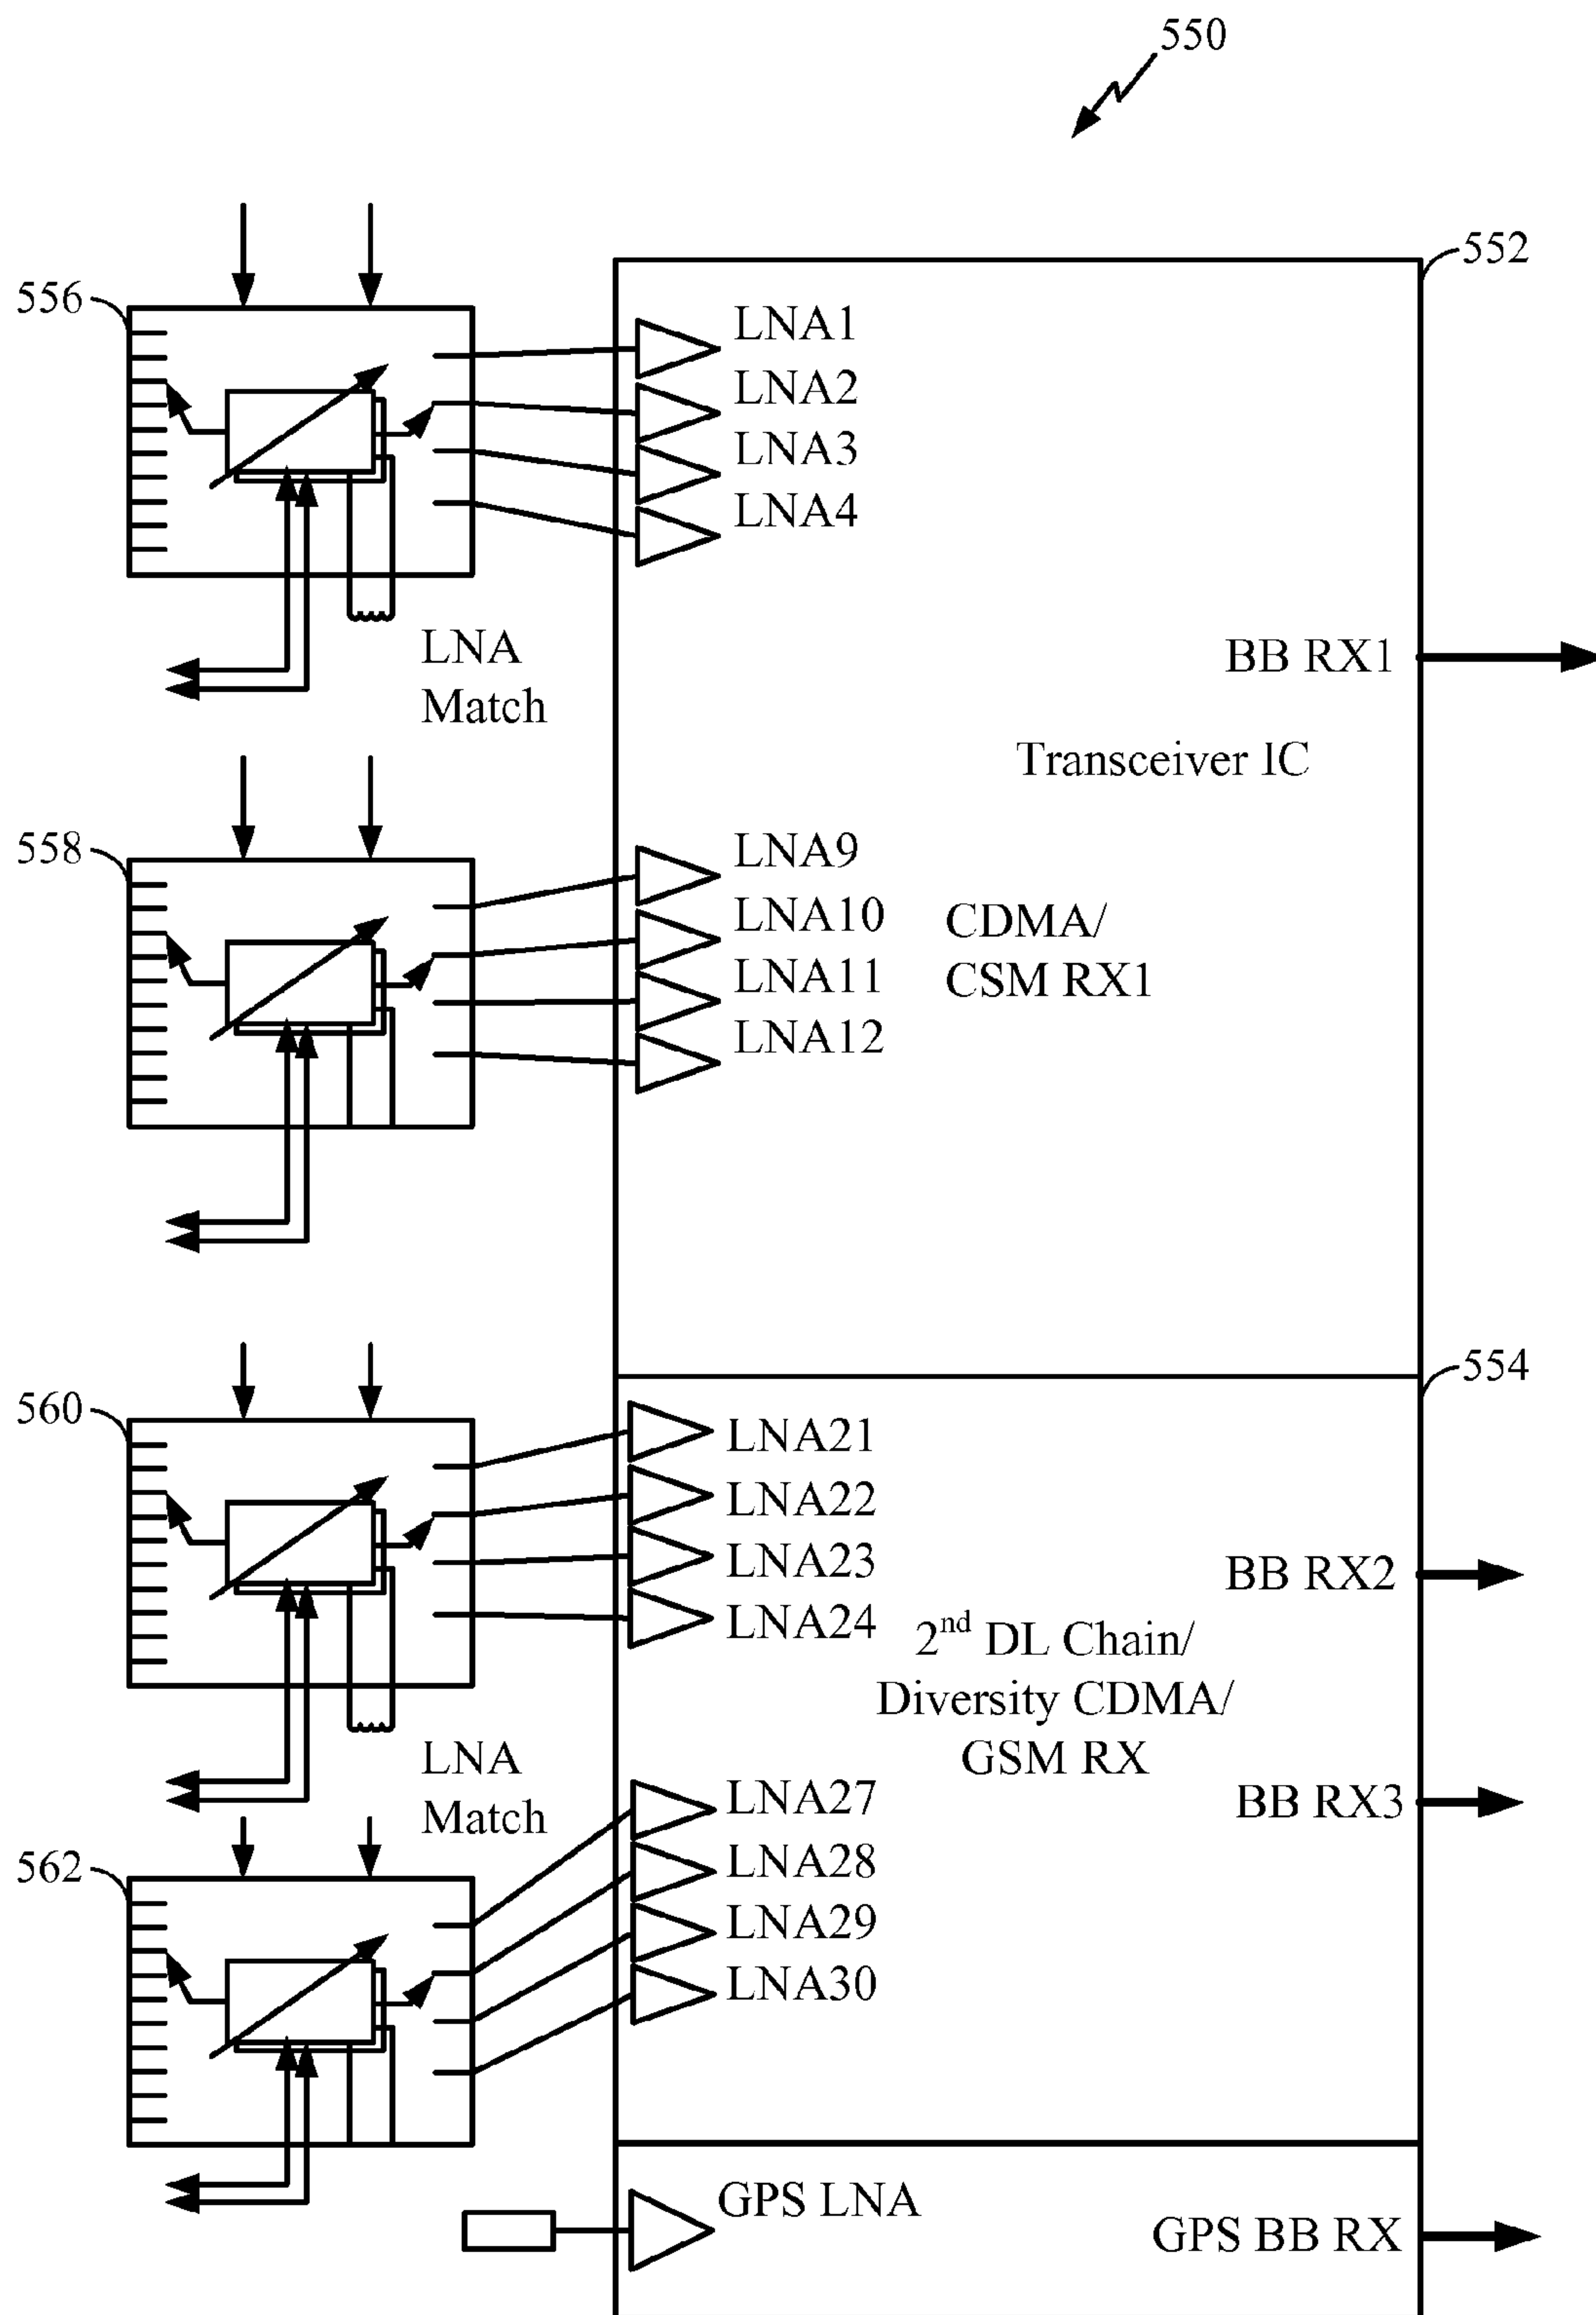 550
552
556
LNA1
LNA2
LNA3
LNA4
LNA
Match
BB RX1
Transceiver IC
558
LNA9
LNA10
LNA11
LNA12
CDMA/
CSM RX1
554
560
LNA21
LNA22
LNA23
LNA24
BB RX2
2nd DL Chain/
Diversity CDMA/
GSM RX
LNA
Match
BB RX3
562
LNA27
LNA28
LNA29
LNA30
GPS LNA
GPS BB RX